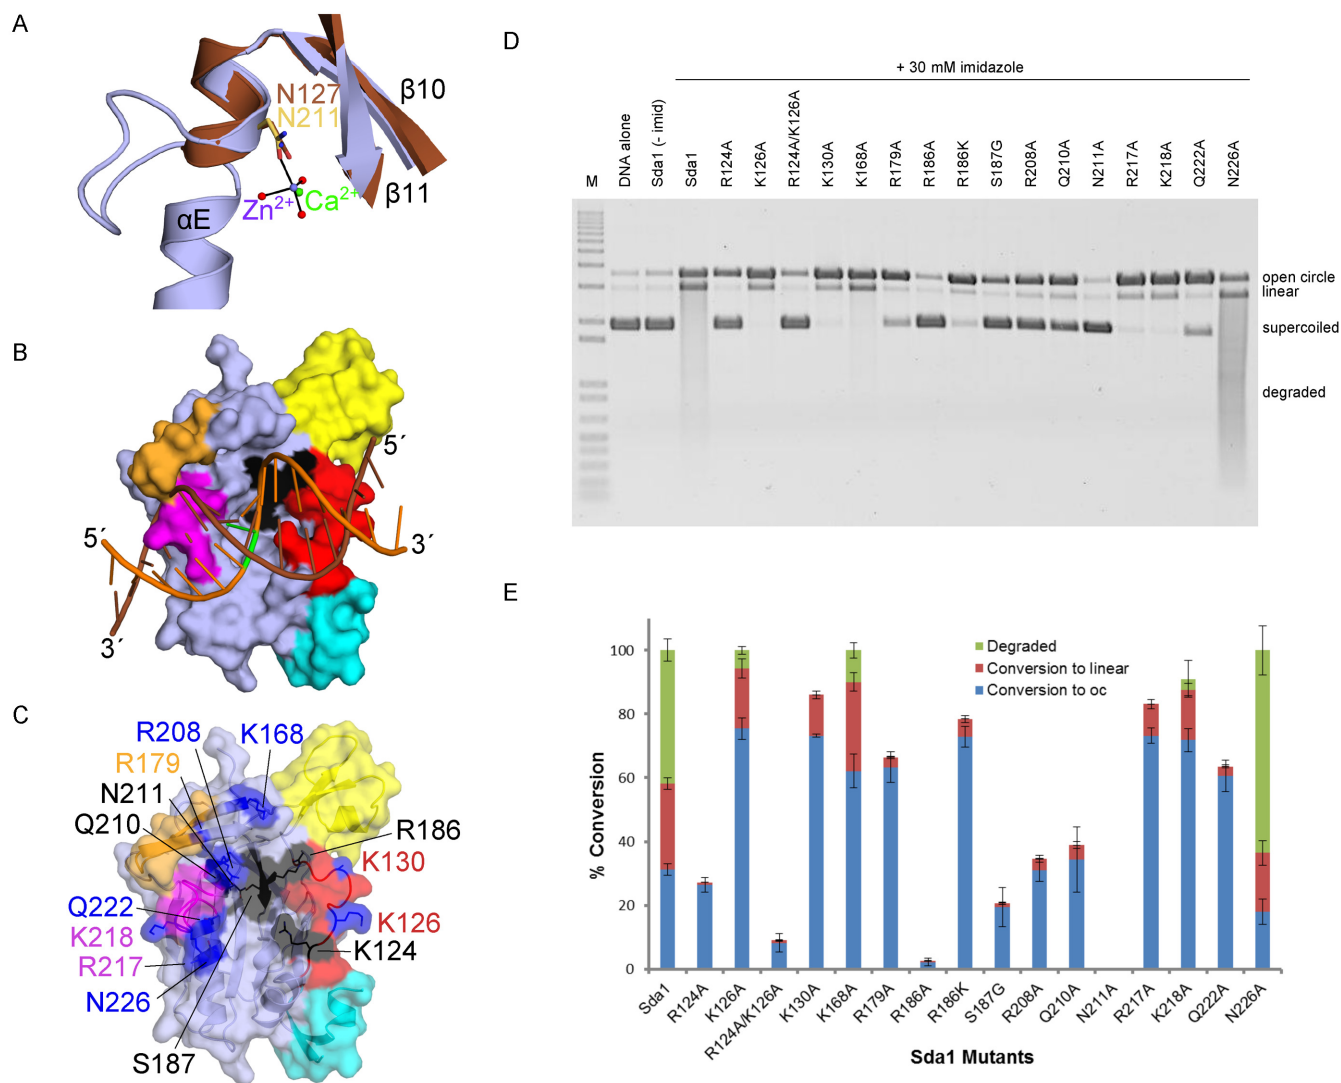 A
N127
N211
β10
β11
αE
Zn²⁺
Ca²⁺
B
5´
5´
3´
3´
C
R208
K168
R179
N211
Q210
R186
K130
Q222
K126
K218
K124
R217
N226
S187
D
+ 30 mM imidazole
M
DNA alone
Sda1 (- imid)
Sda1
R124A
K126A
R124A/K126A
K130A
K168A
R179A
R186A
R186K
S187G
R208A
Q210A
N211A
R217A
K218A
Q222A
N226A
open circle
linear
supercoiled
degraded
E
% Conversion
100
80
60
40
20
0
Degraded
Conversion to linear
Conversion to oc
Sda1
R124A
K126A
R124A/K126A
K130A
K168A
R179A
R186A
R186K
S187G
R208A
Q210A
N211A
R217A
K218A
Q222A
N226A
Sda1 Mutants